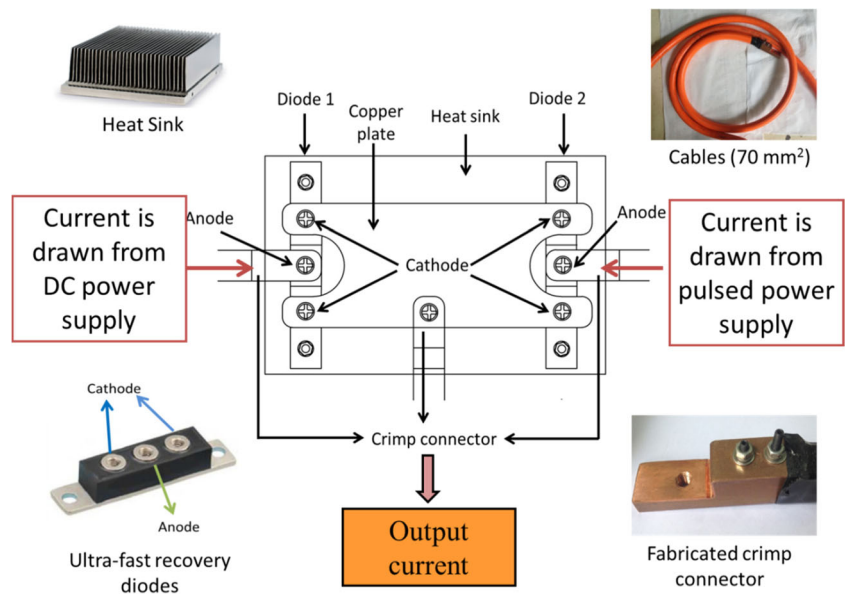 Heat Sink
Diode 1
Copper
plate
Heat sink
Diode 2
Cables (70 mm²)
Current is
drawn from
DC power
supply
Anode
Cathode
Anode
Current is
drawn from
pulsed power
supply
Cathode
Anode
Ultra-fast recovery
diodes
Crimp connector
Output
current
Fabricated crimp
connector